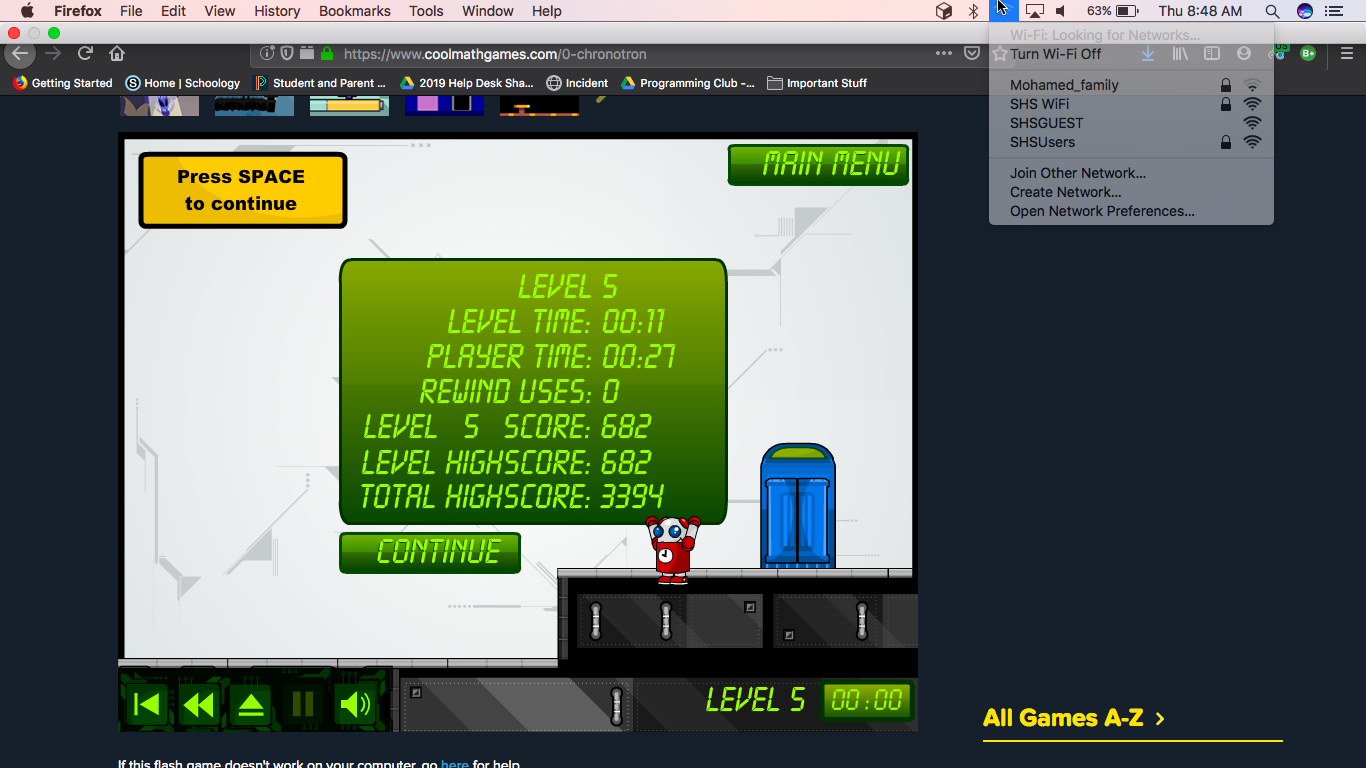 Firefox File Edit View History Bookmarks Tools Window Help 63% Thu 8:48 AM
Wi-Fi: Looking for Networks...
https://www.coolmathgames.com/0-chronotron
Turn Wi-Fi Off
Getting Started Home | Schoology Student and Parent ... 2019 Help Desk Sha... Incident Programming Club -... Important Stuff
Mohamed_family
SHS WiFi
SHSGUEST
SHSUsers
Join Other Network...
Create Network...
Open Network Preferences...
Press SPACE
to continue
MAIN MENU
LEVEL 5
LEVEL TIME: 00:11
PLAYER TIME: 00:27
REWIND USES: 0
LEVEL 5 SCORE: 682
LEVEL HIGHSCORE: 682
TOTAL HIGHSCORE: 3394
CONTINUE
LEVEL 5 00:00
All Games A-Z >
If this flash game doesn't work on your computer, go here for help